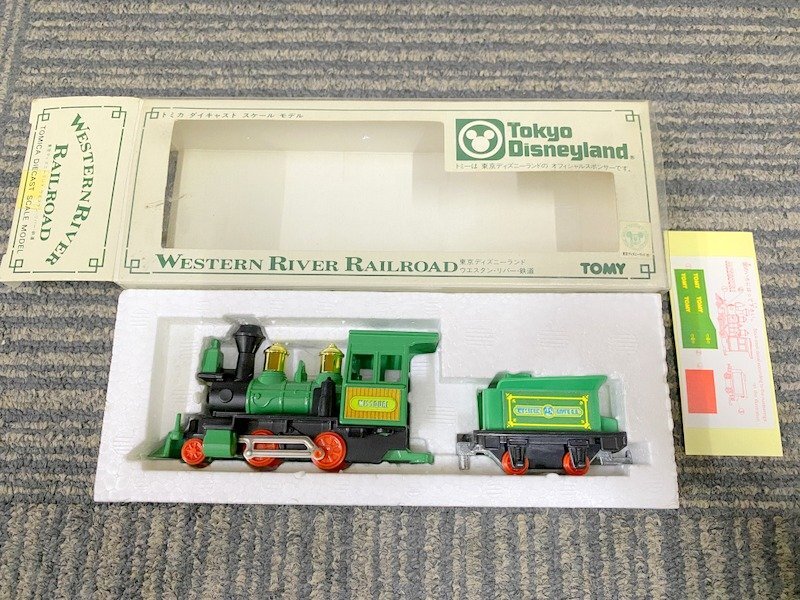 トミカ ダイキャスト スケール モデル
Tokyo
Disneyland
トミーは 東京ディズニーランドの オフィシャルスポンサーです。
WESTERN RIVER RAILROAD
東京ディズニーランド
ウエスタン・リバー・鉄道
TOMY
WESTERN RIVER
RAILROAD
TOMICA DIECAST SCALE MODEL
MISSOURI
TOMY
TOMY
TOMY